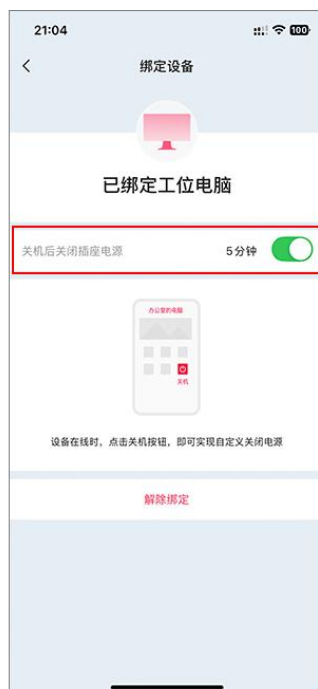 21:04
100
绑定设备
已绑定工位电脑
关机后关闭插座电源 5分钟
办公室的电脑
关机
设备在线时，点击关机按钮，即可实现自定义关闭电源
解除绑定